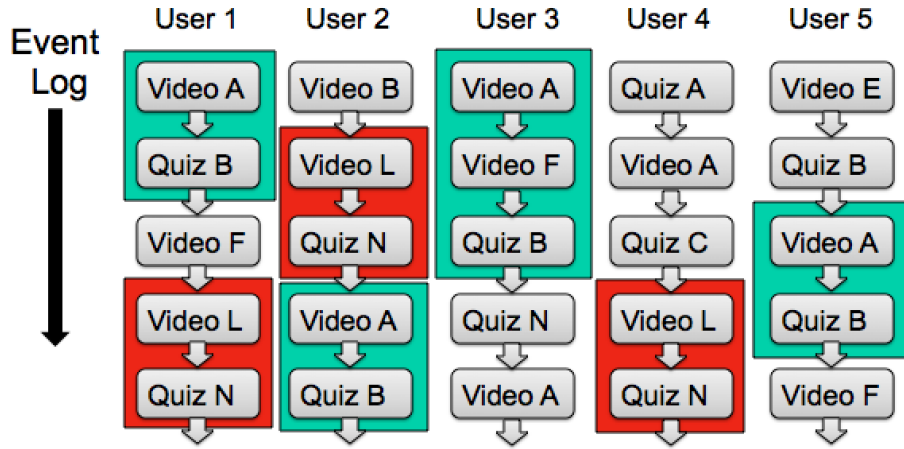 User 1 User 2 User 3 User 4 User 5
Event
Log
Video A Video B Video A Quiz A Video E
Quiz B Video L Video F Video A Quiz B
Video F Quiz N Quiz B Quiz C Video A
Video L Video A Quiz N Video L Quiz B
Quiz N Quiz B Video A Quiz N Video F